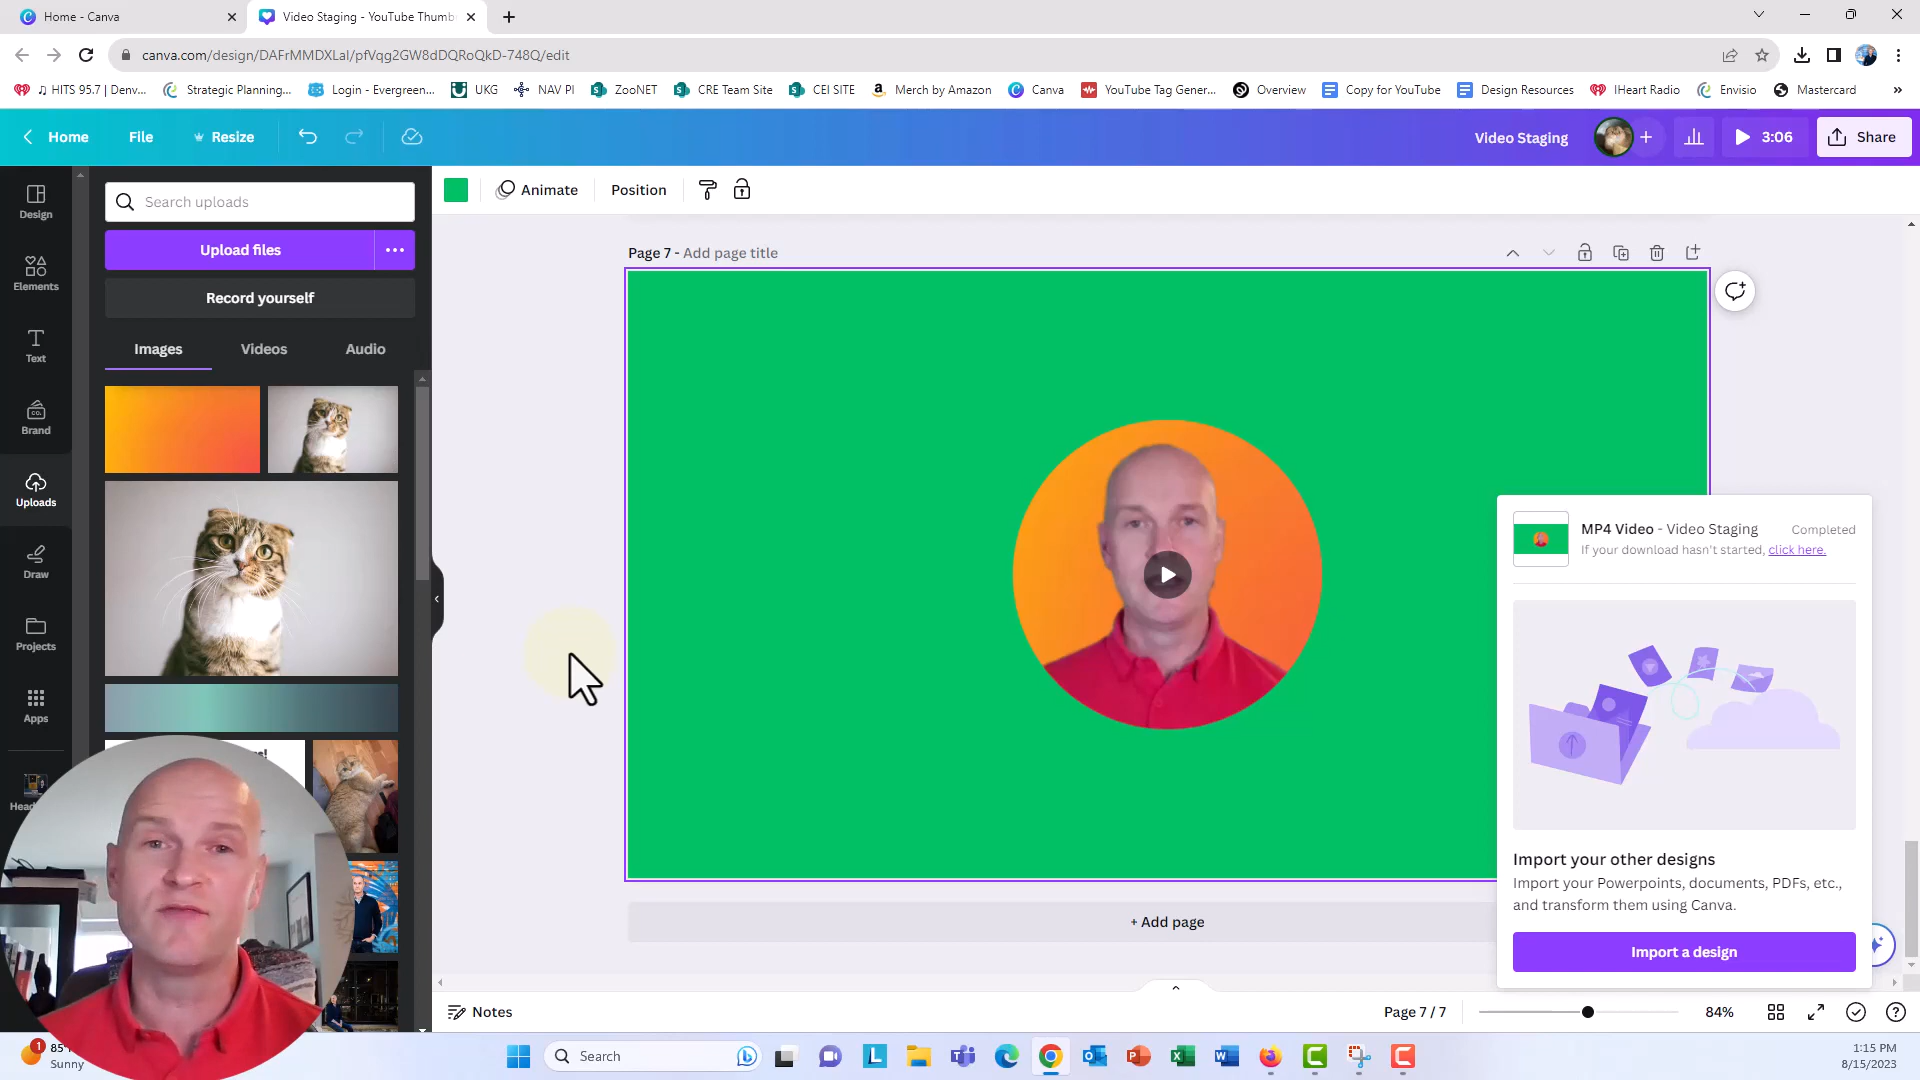 Home - Canva
Video Staging - YouTube Thumb
canva.com/design/DAFrMMDXLaI/pfVqg2GW8dDQRoQkD-748Q/edit
♫ HITS 95.7 | Denv...
Strategic Planning...
Login - Evergreen...
UKG
NAV PI
ZooNET
CRE Team Site
CEI SITE
Merch by Amazon
Canva
YouTube Tag Gener...
Overview
Copy for YouTube
Design Resources
IHeart Radio
Envisio
Mastercard
»
Home
File
Resize
Video Staging
3:06
Share
Design
Elements
Text
Brand
Uploads
Draw
Projects
Apps
Search uploads
Upload files
Record yourself
Images
Videos
Audio
Animate
Position
Page 7 - Add page title
MP4 Video - Video Staging
Completed
If your download hasn't started, click here.
Import your other designs
Import your Powerpoints, documents, PDFs, etc.,
and transform them using Canva.
Import a design
+ Add page
Notes
Page 7 / 7
84%
1
Sunny
Search
1:15 PM
8/15/2023